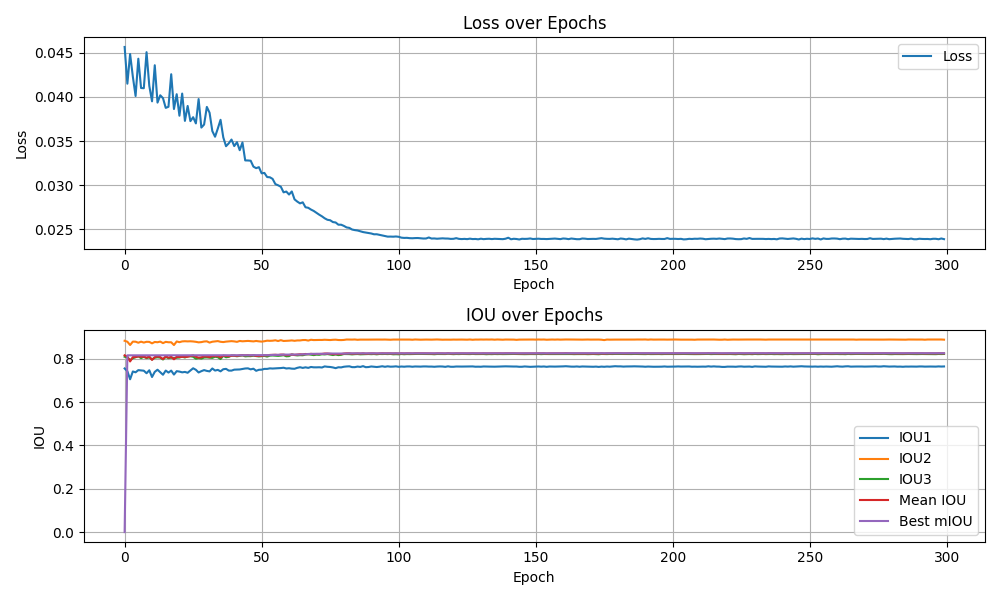 Loss over Epochs
0.045
0.040
0.035
0.030
0.025
Loss
Loss
0 50 100 150 200 250 300
Epoch
IOU over Epochs
0.8
0.6
0.4
0.2
0.0
IOU
IOU1
IOU2
IOU3
Mean IOU
Best mIOU
0 50 100 150 200 250 300
Epoch